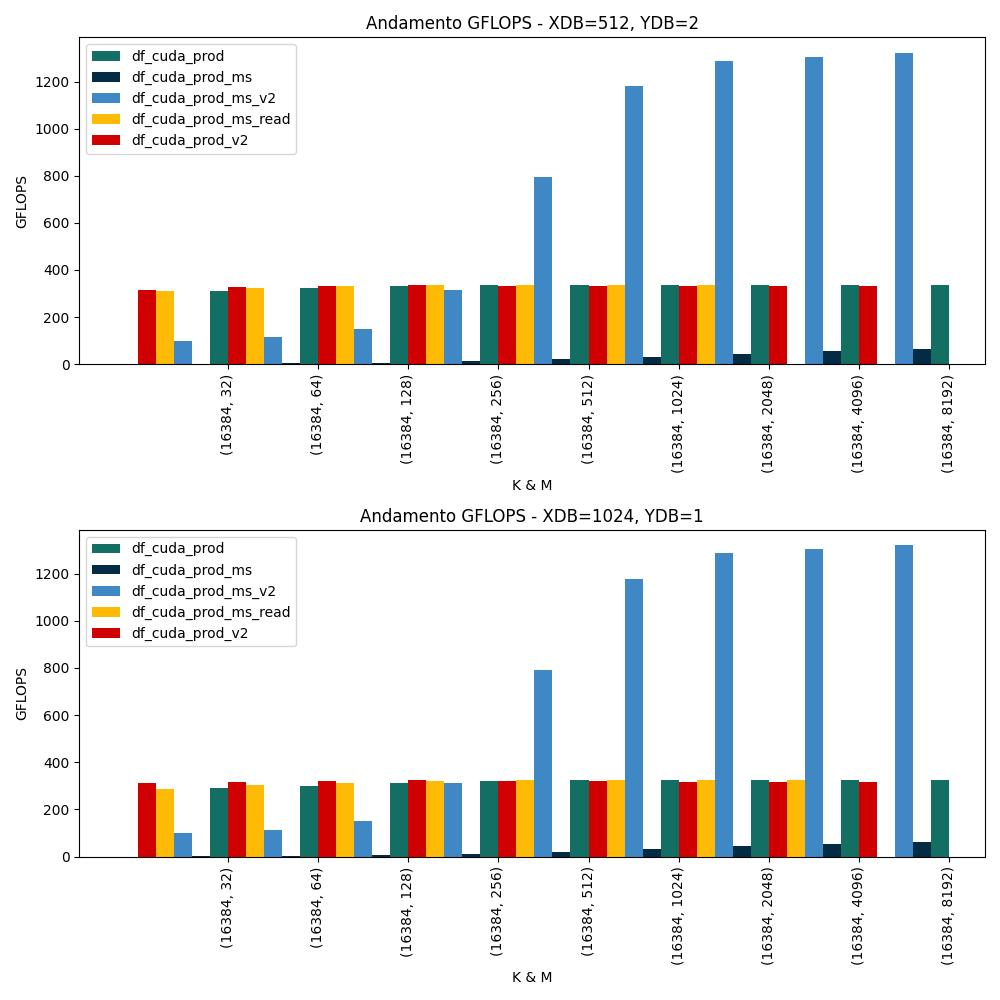 Andamento GFLOPS - XDB=512, YDB=2
df_cuda_prod
df_cuda_prod_ms
df_cuda_prod_ms_v2
df_cuda_prod_ms_read
df_cuda_prod_v2
GFLOPS
1200
1000
800
600
400
200
0
(16384, 32)
(16384, 64)
(16384, 128)
(16384, 256)
(16384, 512)
(16384, 1024)
(16384, 2048)
(16384, 4096)
(16384, 8192)
K & M
Andamento GFLOPS - XDB=1024, YDB=1
df_cuda_prod
df_cuda_prod_ms
df_cuda_prod_ms_v2
df_cuda_prod_ms_read
df_cuda_prod_v2
GFLOPS
1200
1000
800
600
400
200
0
(16384, 32)
(16384, 64)
(16384, 128)
(16384, 256)
(16384, 512)
(16384, 1024)
(16384, 2048)
(16384, 4096)
(16384, 8192)
K & M